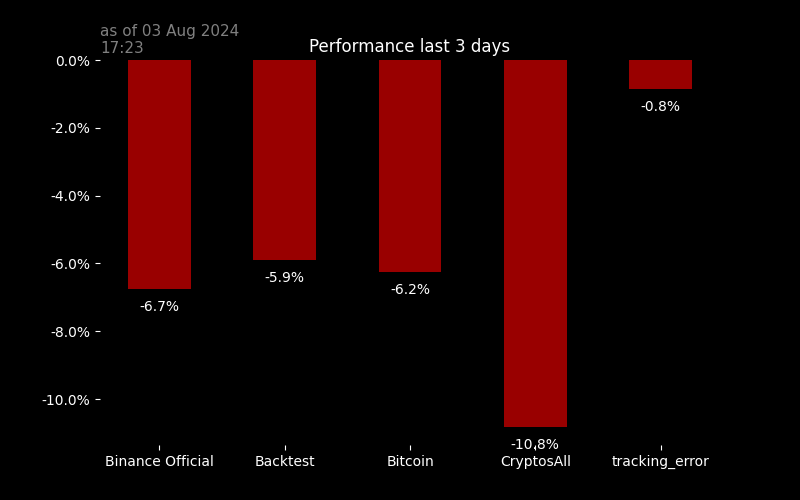 as of 03 Aug 2024
17:23
Performance last 3 days
0.0%
-2.0%
-4.0%
-6.0%
-8.0%
-10.0%
-6.7%
-5.9%
-6.2%
-10.8%
-0.8%
Binance Official
Backtest
Bitcoin
CryptosAll
tracking_error